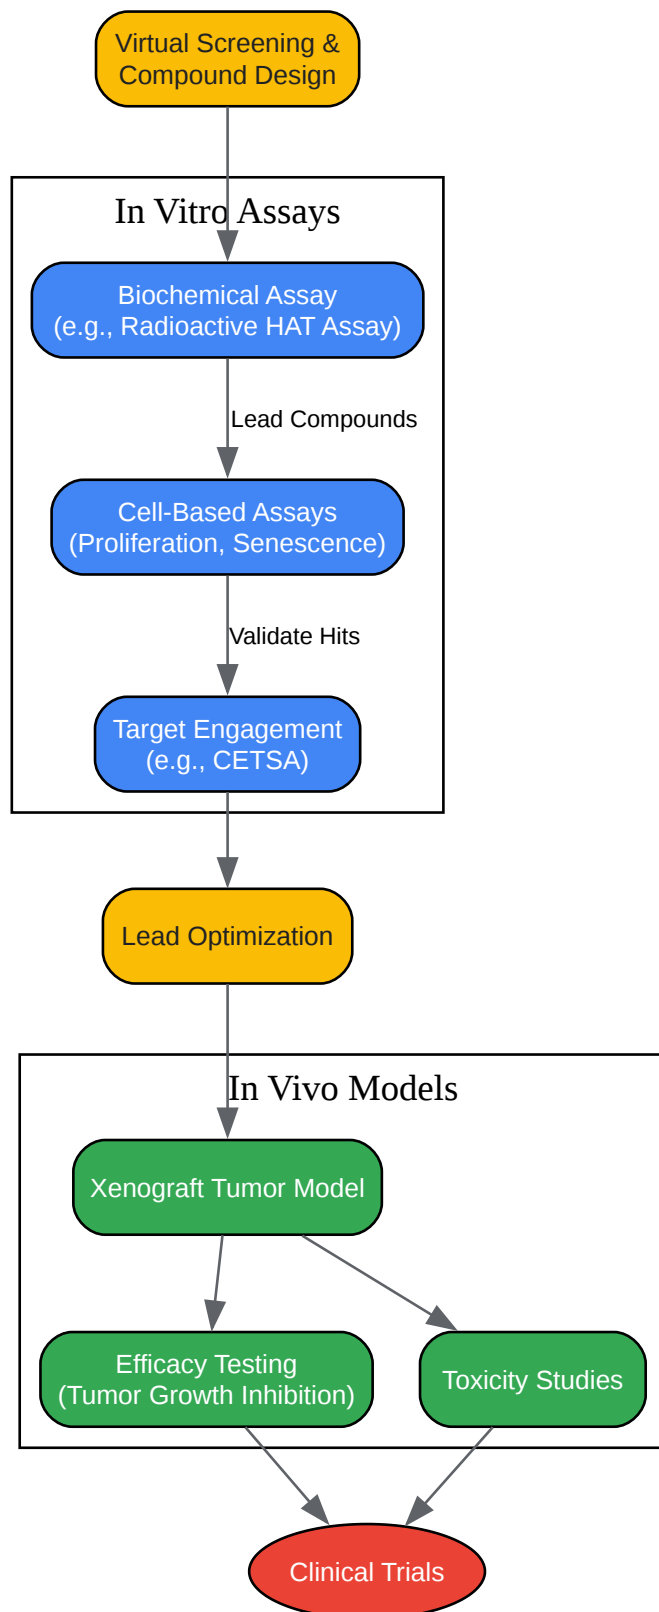 Virtual Screening &
Compound Design
In Vitro Assays
Biochemical Assay
(e.g., Radioactive HAT Assay)
Lead Compounds
Cell-Based Assays
(Proliferation, Senescence)
Validate Hits
Target Engagement
(e.g., CETSA)
Lead Optimization
In Vivo Models
Xenograft Tumor Model
Efficacy Testing
(Tumor Growth Inhibition)
Toxicity Studies
Clinical Trials